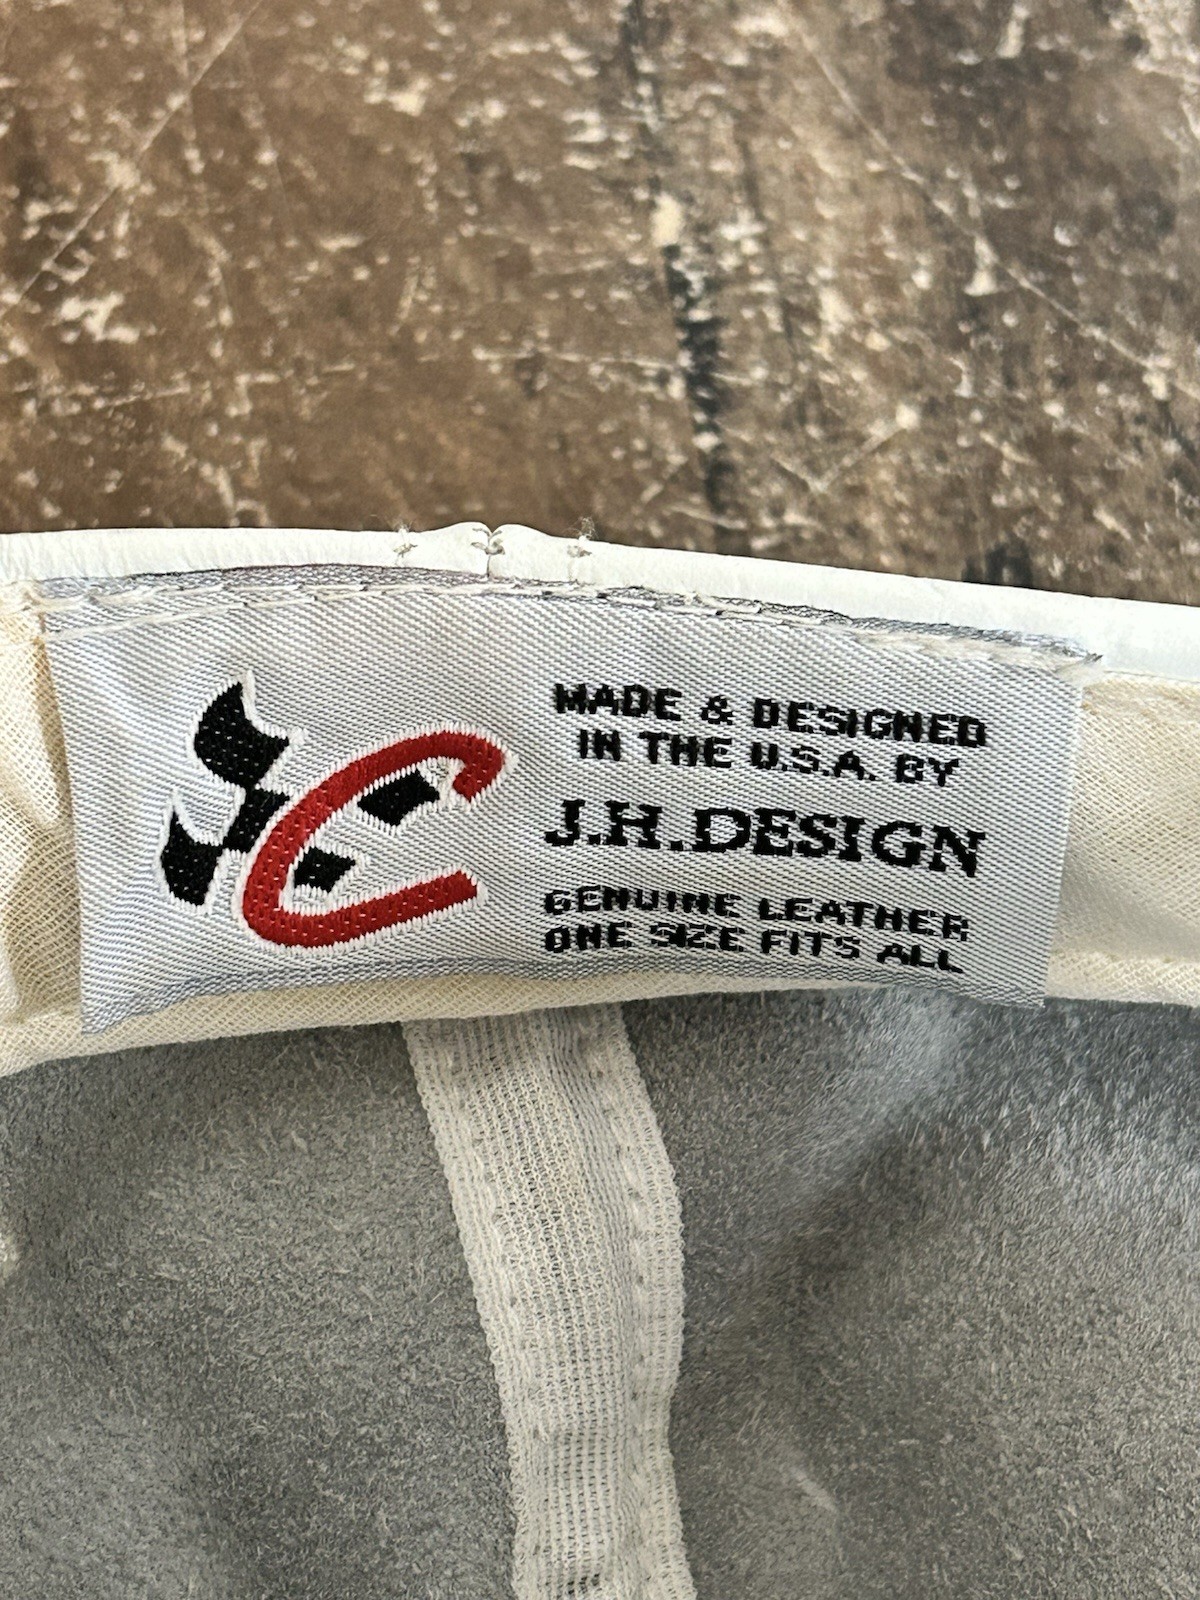 C
MADE & DESIGNED
IN THE U.S.A. BY
J.H. DESIGN
GENUINE LEATHER
ONE SIZE FITS ALL